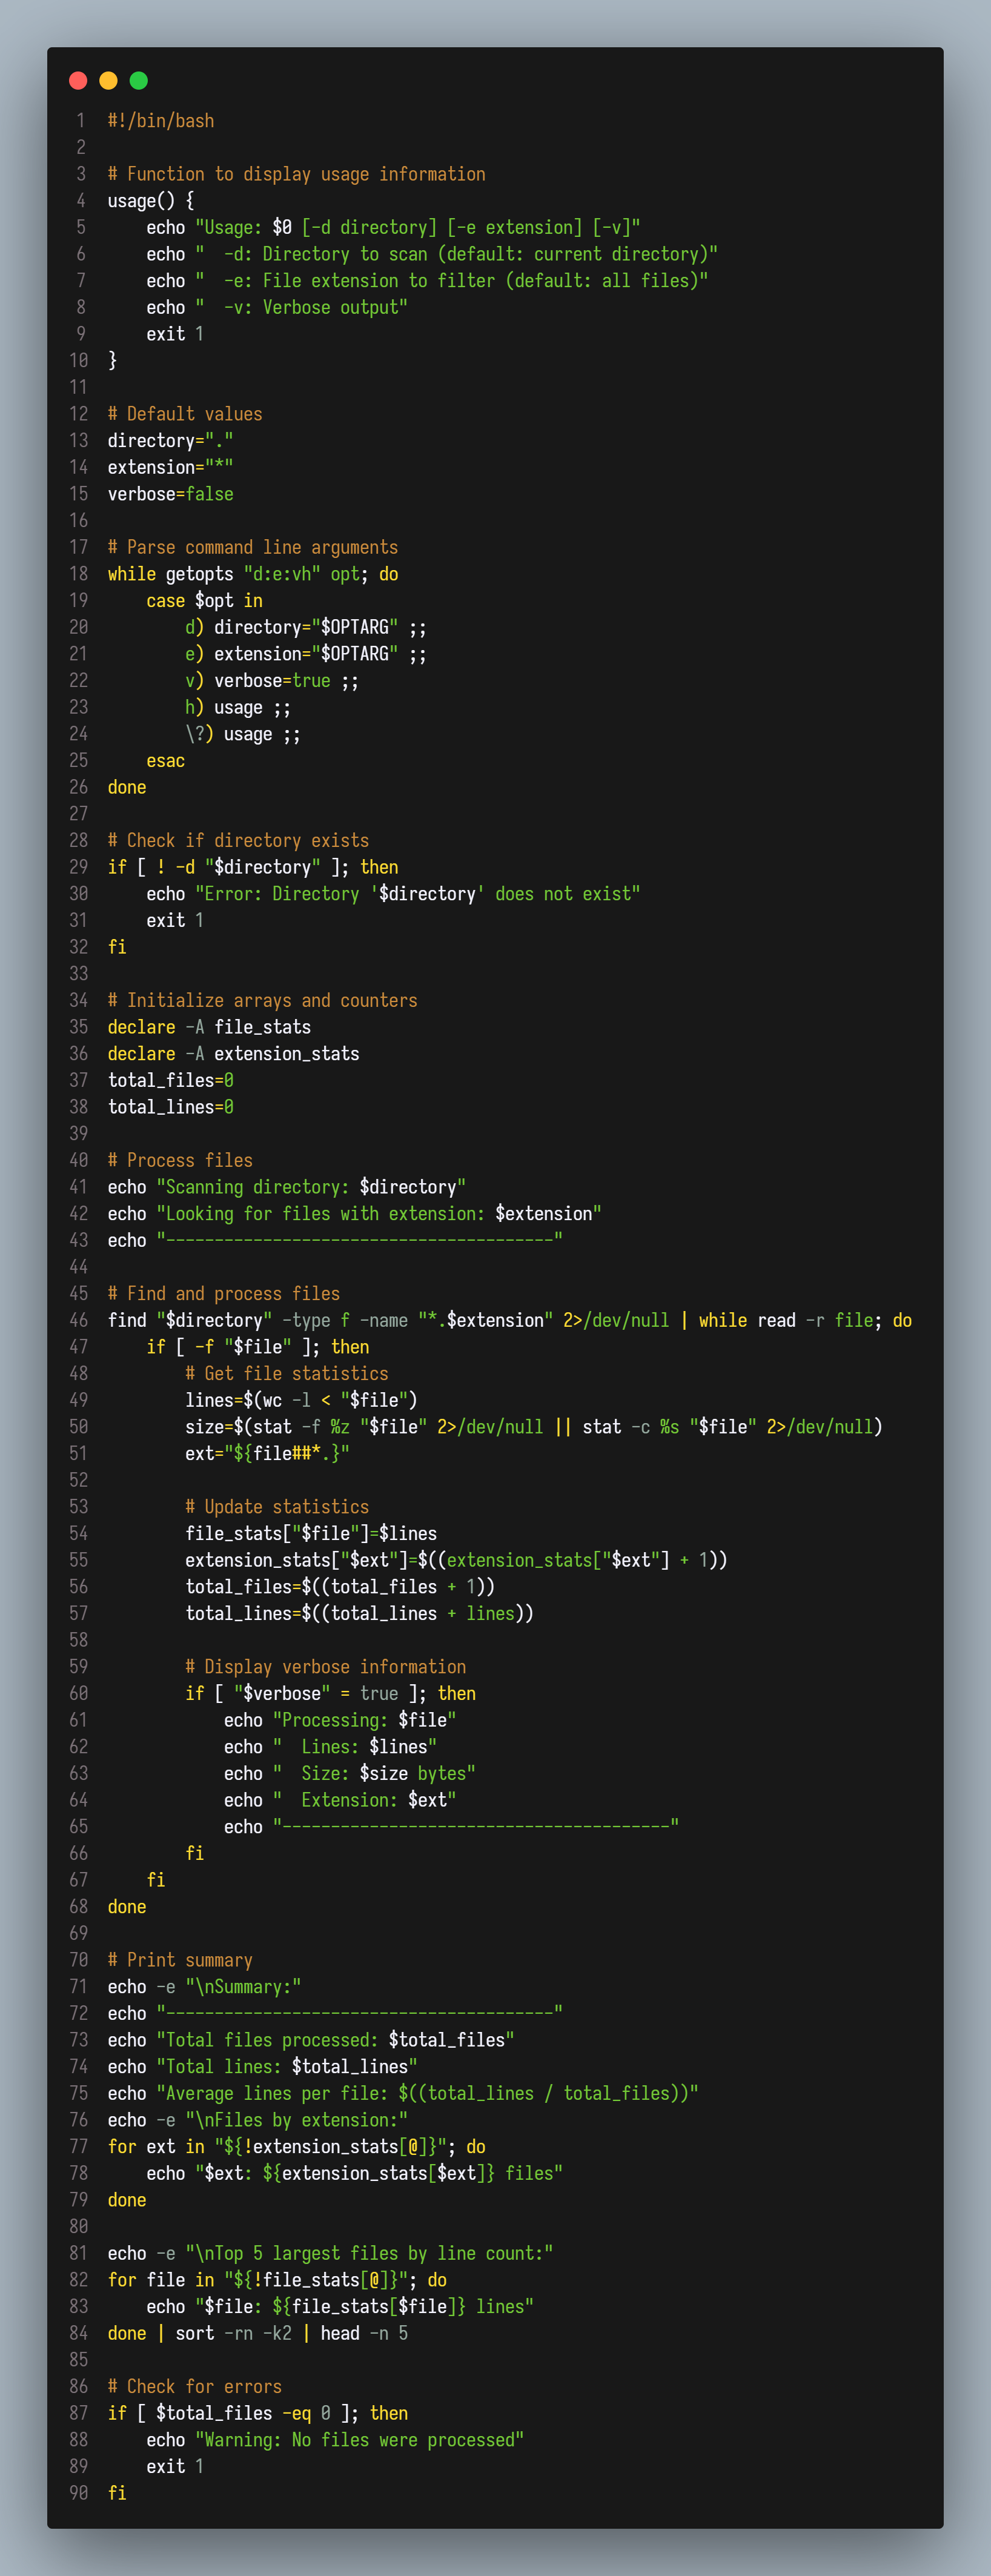 1 #!/bin/bash
2
3 # Function to display usage information
4 usage() {
5     echo "Usage: $0 [-d directory] [-e extension] [-v]"
6     echo "  -d: Directory to scan (default: current directory)"
7     echo "  -e: File extension to filter (default: all files)"
8     echo "  -v: Verbose output"
9     exit 1
10 }
11
12 # Default values
13 directory="."
14 extension="*"
15 verbose=false
16
17 # Parse command line arguments
18 while getopts "d:e:vh" opt; do
19     case $opt in
20         d) directory="$OPTARG" ;;
21         e) extension="$OPTARG" ;;
22         v) verbose=true ;;
23         h) usage ;;
24         \?) usage ;;
25     esac
26 done
27
28 # Check if directory exists
29 if [ ! -d "$directory" ]; then
30     echo "Error: Directory '$directory' does not exist"
31     exit 1
32 fi
33
34 # Initialize arrays and counters
35 declare -A file_stats
36 declare -A extension_stats
37 total_files=0
38 total_lines=0
39
40 # Process files
41 echo "Scanning directory: $directory"
42 echo "Looking for files with extension: $extension"
43 echo "----------------------------------------"
44
45 # Find and process files
46 find "$directory" -type f -name "*.$extension" 2>/dev/null | while read -r file; do
47     if [ -f "$file" ]; then
48         # Get file statistics
49         lines=$(wc -l < "$file")
50         size=$(stat -f %z "$file" 2>/dev/null || stat -c %s "$file" 2>/dev/null)
51         ext="${file##*.}"
52
53         # Update statistics
54         file_stats["$file"]=$lines
55         extension_stats["$ext"]=$((extension_stats["$ext"] + 1))
56         total_files=$((total_files + 1))
57         total_lines=$((total_lines + lines))
58
59         # Display verbose information
60         if [ "$verbose" = true ]; then
61             echo "Processing: $file"
62             echo "  Lines: $lines"
63             echo "  Size: $size bytes"
64             echo "  Extension: $ext"
65             echo "----------------------------------------"
66         fi
67     fi
68 done
69
70 # Print summary
71 echo -e "\nSummary:"
72 echo "----------------------------------------"
73 echo "Total files processed: $total_files"
74 echo "Total lines: $total_lines"
75 echo "Average lines per file: $((total_lines / total_files))"
76 echo -e "\nFiles by extension:"
77 for ext in "${!extension_stats[@]}"; do
78     echo "$ext: ${extension_stats[$ext]} files"
79 done
80
81 echo -e "\nTop 5 largest files by line count:"
82 for file in "${!file_stats[@]}"; do
83     echo "$file: ${file_stats[$file]} lines"
84 done | sort -rn -k2 | head -n 5
85
86 # Check for errors
87 if [ $total_files -eq 0 ]; then
88     echo "Warning: No files were processed"
89     exit 1
90 fi